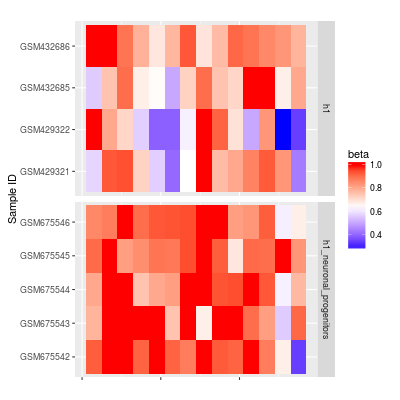 Sample ID
GSM432686
GSM432685
GSM429322
GSM429321
h1
GSM675546
GSM675545
GSM675544
GSM675543
GSM675542
h1_neuronal_progenitors
beta
1.0
0.8
0.6
0.4